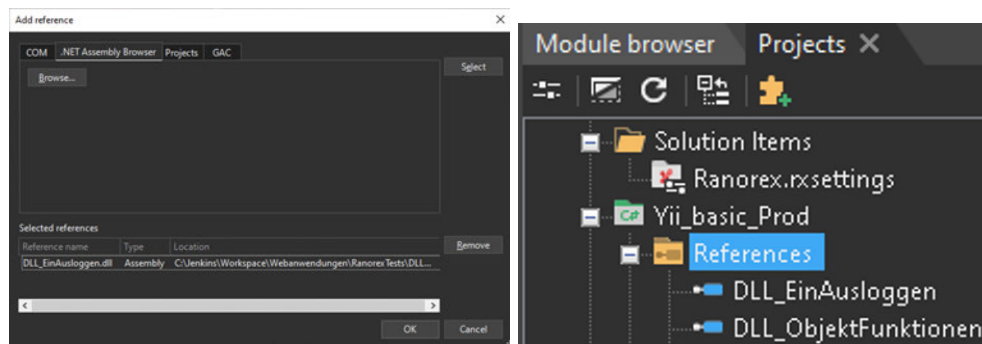 Add reference
COM .NET Assembly Browser Projects GAC
Select
Browse...
Selected references
Reference name Type Location
Remove
DLL_EinAusloggen.dll Assembly C:\Jenkins\Workspace\Webanwendungen\RanorexTests\DLL...
OK Cancel
Module browser Projects
Solution Items
Ranorex.rxsettings
C# Yii_basic_Prod
References
DLL_EinAusloggen
DLL_ObjektFunktionen